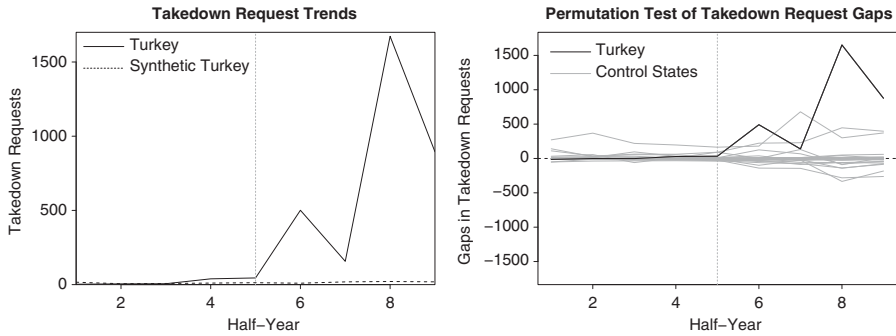 Takedown Request Trends
Turkey
Synthetic Turkey
Takedown Requests
1500
1000
500
0
2
4
6
8
Half−Year
Permutation Test of Takedown Request Gaps
Turkey
Control States
Gaps in Takedown Requests
1500
1000
500
0
−500
−1000
−1500
2
4
6
8
Half−Year